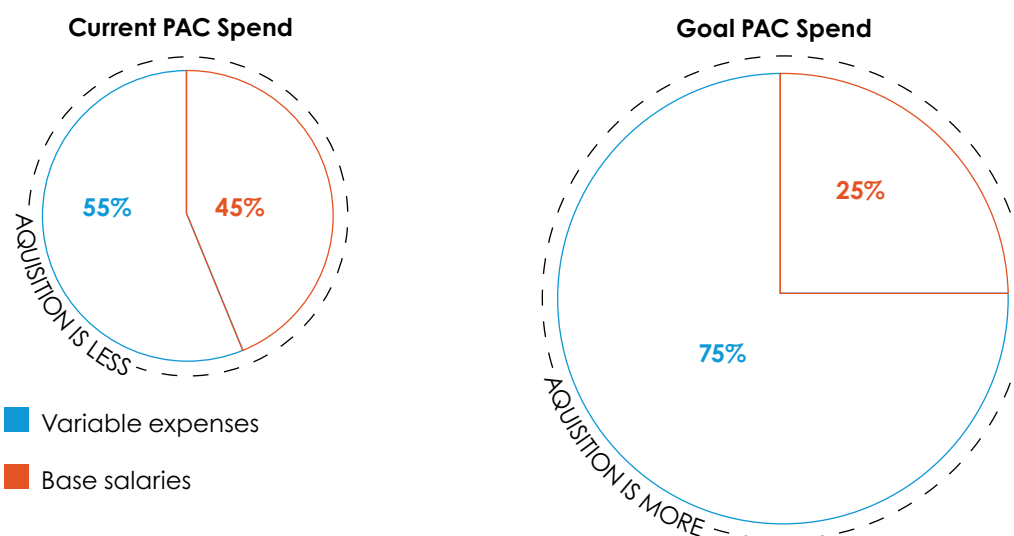 Current PAC Spend
55%
45%
AQUISITION IS LESS
Variable expenses
Base salaries
Goal PAC Spend
25%
75%
AQUISITION IS MORE